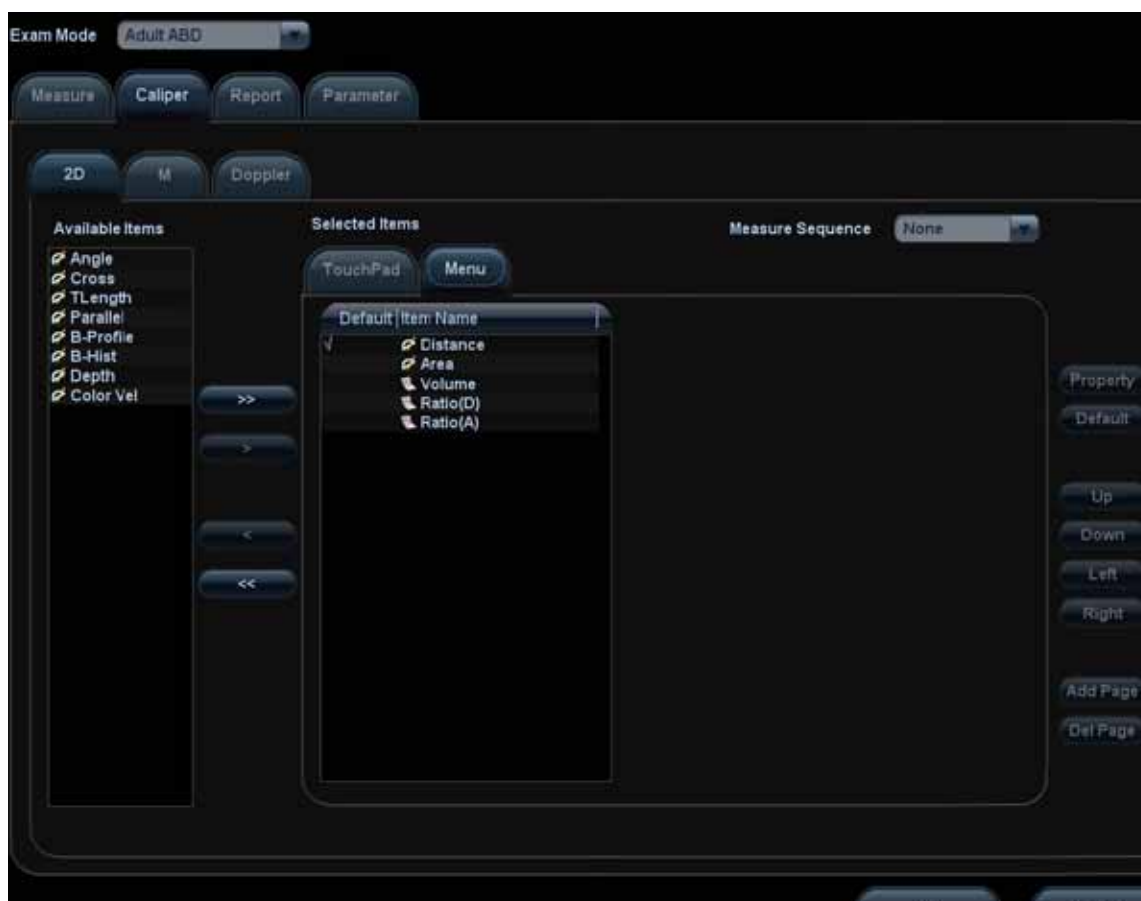 Exam Mode Adult ABD
Measure Caliper Report Parameter
2D M Doppler
Available Items
Angle
Cross
TLength
Parallel
B-Profile
B-Hist
Depth
Color Vel
>>
>
<
<<
Selected Items
Measure Sequence None
TouchPad Menu
Default Item Name
√ Distance
Area
Volume
Ratio(D)
Ratio(A)
Property
Default
Up
Down
Left
Right
Add Page
Del Page